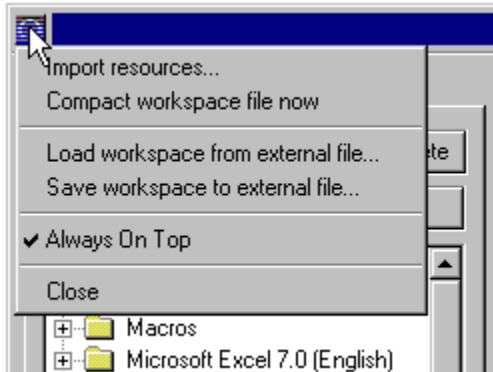 Import resources...
Compact workspace file now
Load workspace from external file...
te
Save workspace to external file...
Always On Top
Close
Macros
Microsoft Excel 7.0 (English)